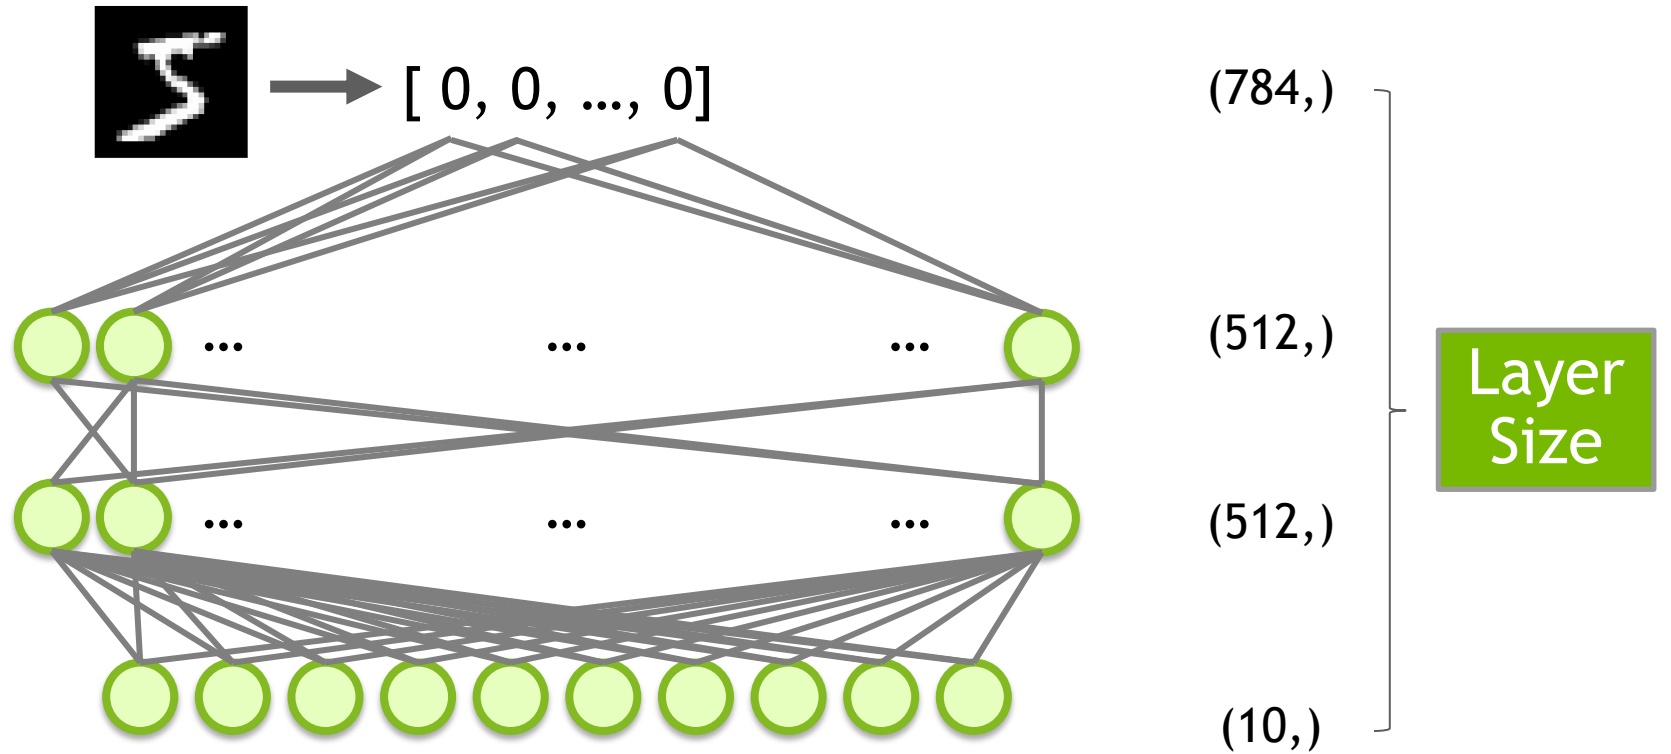 [ 0, 0, ..., 0]
(784,)
... ... ...
(512,)
Layer
Size
... ... ...
(512,)
(10,)